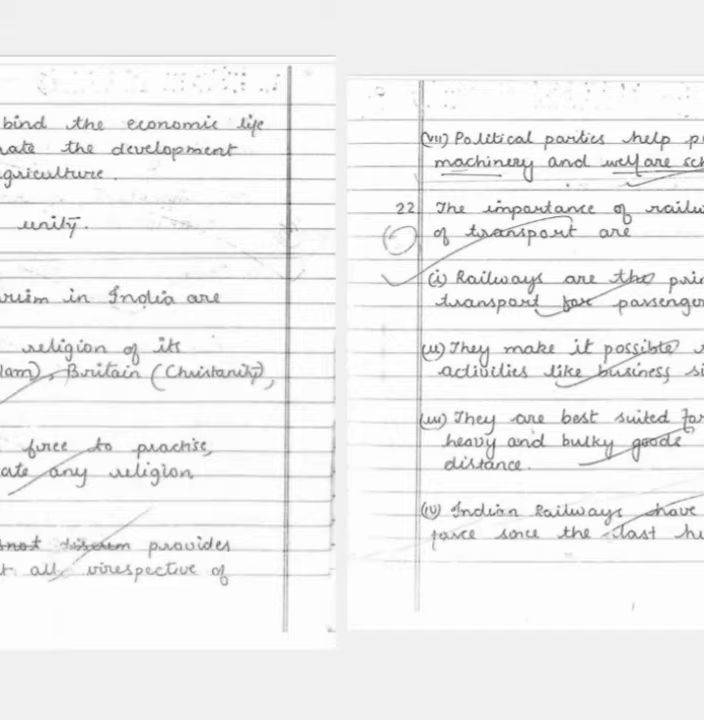 bind the economic life
ate the development
griculture.
unity.
rism in India are
religion of its
lam), Britain (Christanity),
free to practise,
ate any religion
not discrim provides
t all irrespective of
(vii) Political parties help p
machinery and welfare sch
22 The importance of railw
of transport are
(i) Railways are the prin
transport for passenger
(ii) They make it possible
activities like business si
(iii) They are best suited for
heavy and bulky goods
distance.
(iv) Indian Railways have
force since the last hu